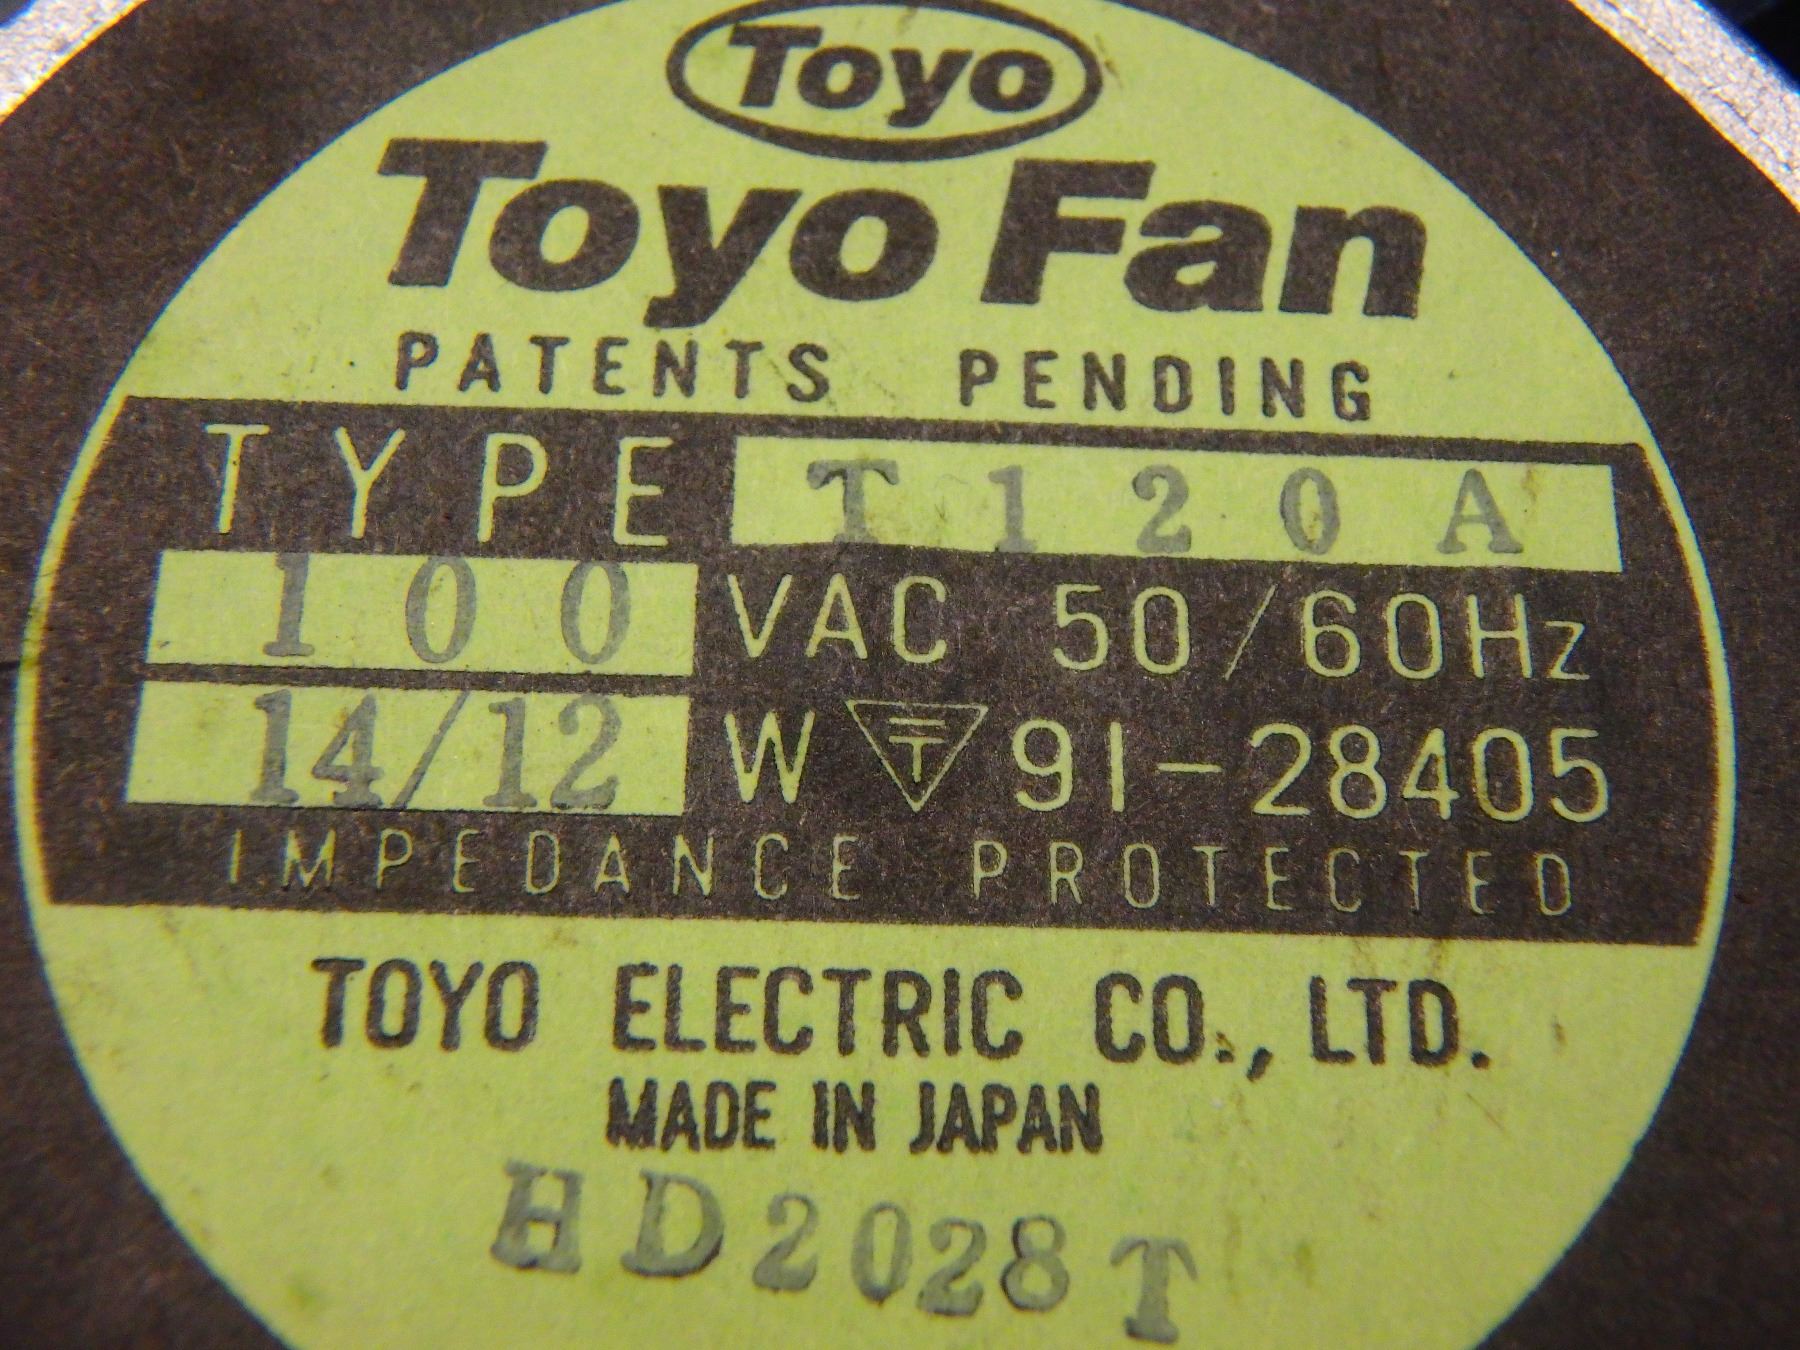 Toyo
Toyo Fan
PATENTS PENDING
TYPE T120A
100 VAC 50/60Hz
14/12 W 〒 91-28405
IMPEDANCE PROTECTED
TOYO ELECTRIC CO., LTD.
MADE IN JAPAN
HD2028T